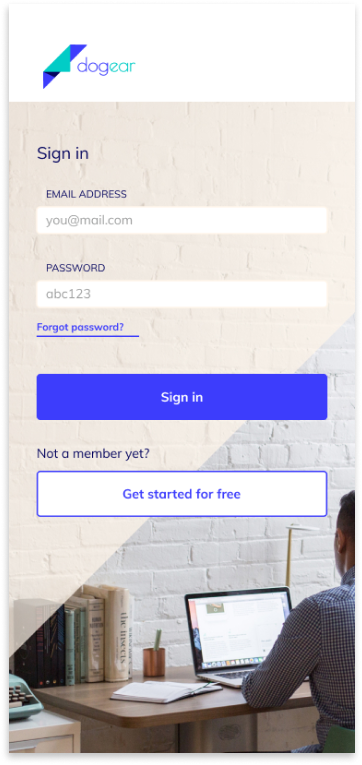 dogear
Sign in
EMAIL ADDRESS
you@mail.com
PASSWORD
abc123
Forgot password?
Sign in
Not a member yet?
Get started for free